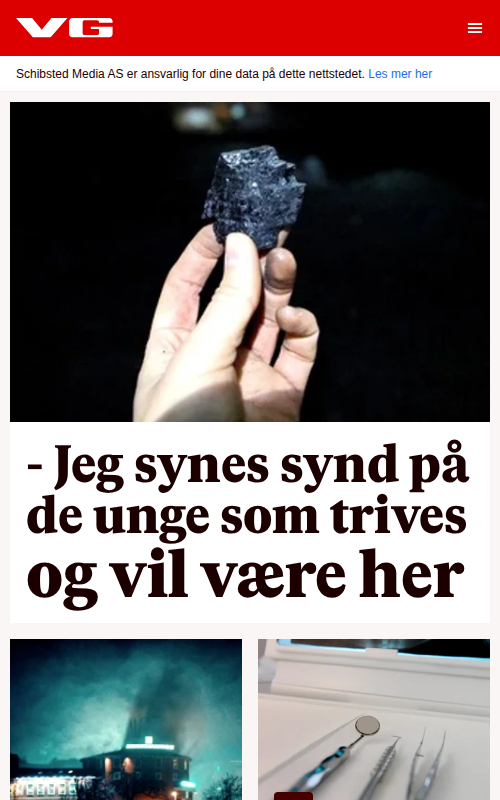 VG
Schibsted Media AS er ansvarlig for dine data på dette nettstedet. Les mer her
- Jeg synes synd på
de unge som trives
og vil være her